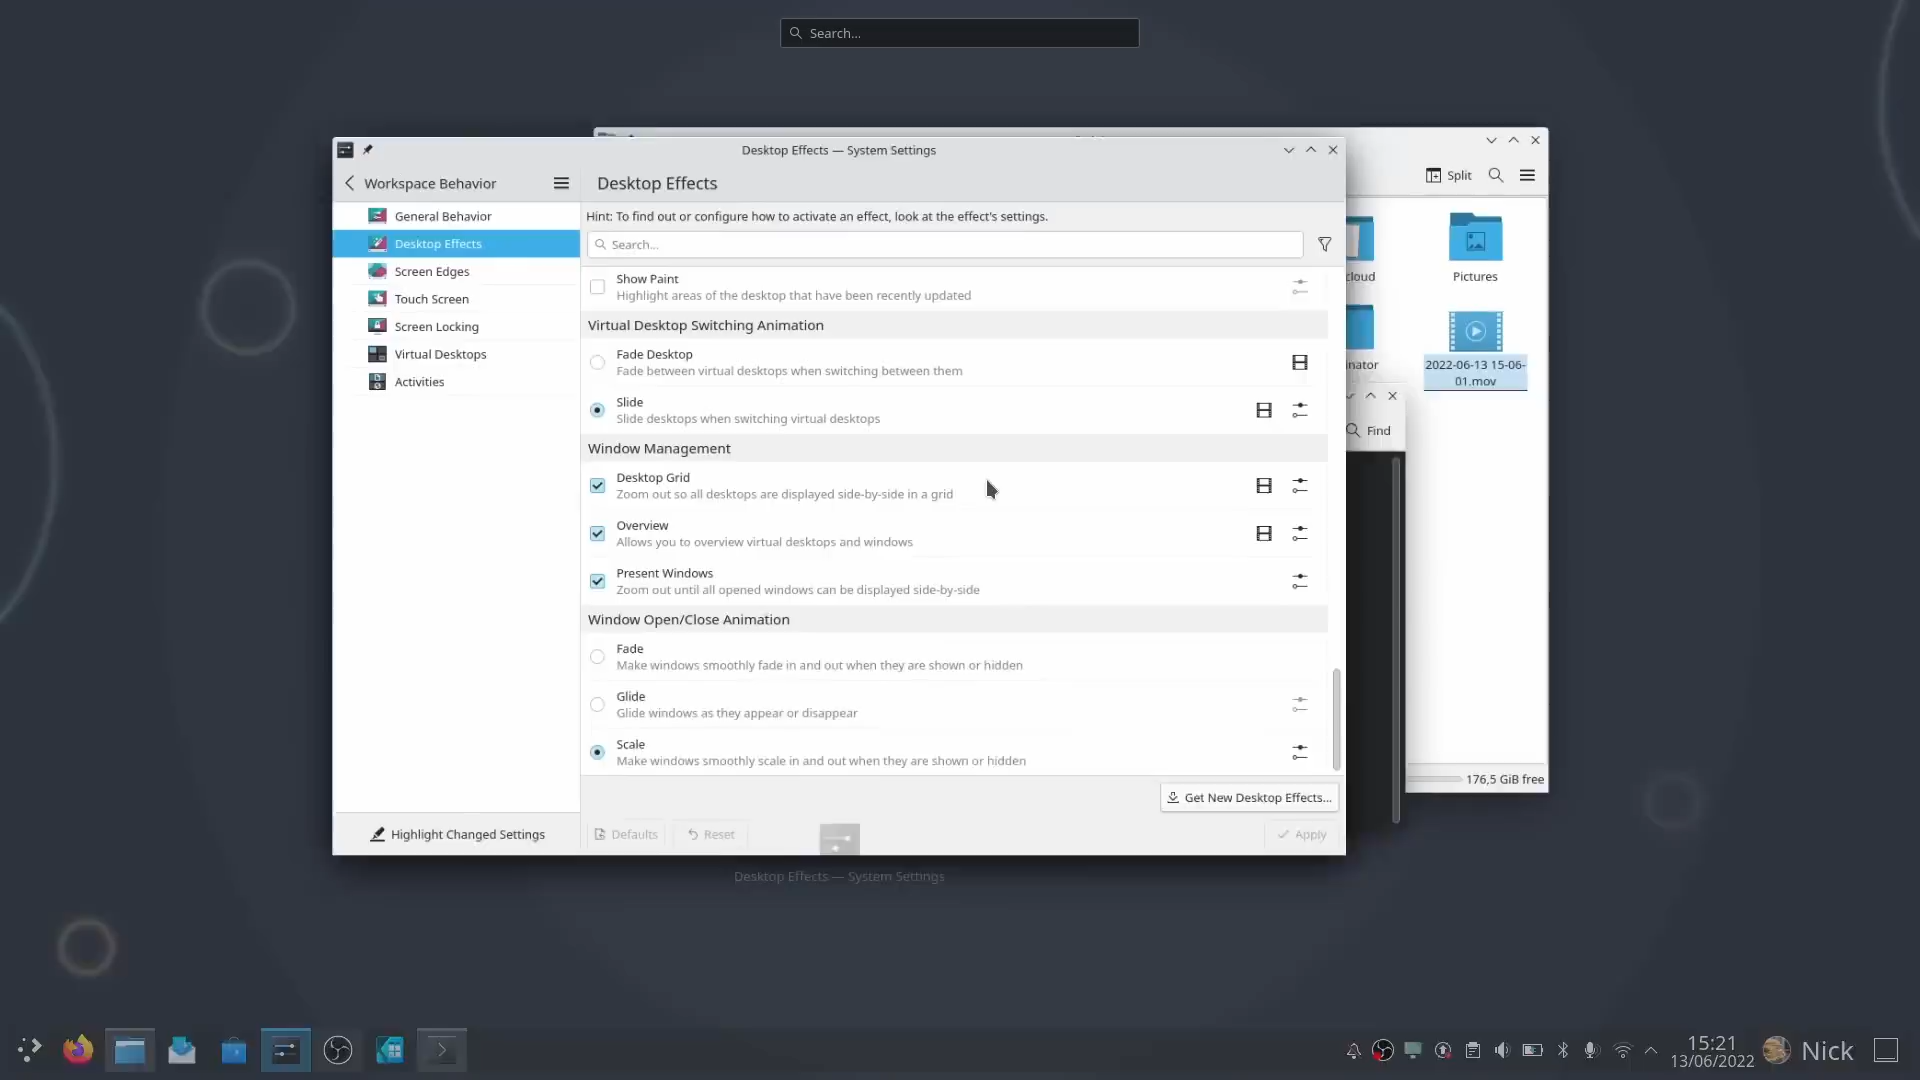 Search...
Desktop Effects — System Settings
Workspace Behavior
Desktop Effects
Split
General Behavior
Desktop Effects
Screen Edges
Touch Screen
Screen Locking
Virtual Desktops
Activities
Highlight Changed Settings
Hint: To find out or configure how to activate an effect, look at the effect's settings.
Search...
Show Paint
Highlight areas of the desktop that have been recently updated
Virtual Desktop Switching Animation
Fade Desktop
Fade between virtual desktops when switching between them
Slide
Slide desktops when switching virtual desktops
Window Management
Desktop Grid
Zoom out so all desktops are displayed side-by-side in a grid
Overview
Allows you to overview virtual desktops and windows
Present Windows
Zoom out until all opened windows can be displayed side-by-side
Window Open/Close Animation
Fade
Make windows smoothly fade in and out when they are shown or hidden
Glide
Glide windows as they appear or disappear
Scale
Make windows smoothly scale in and out when they are shown or hidden
Get New Desktop Effects...
Defaults
Reset
Apply
Desktop Effects — System Settings
cloud
Pictures
inator
2022-06-13 15-06-
01.mov
Find
176,5 GiB free
15:21
13/06/2022
Nick